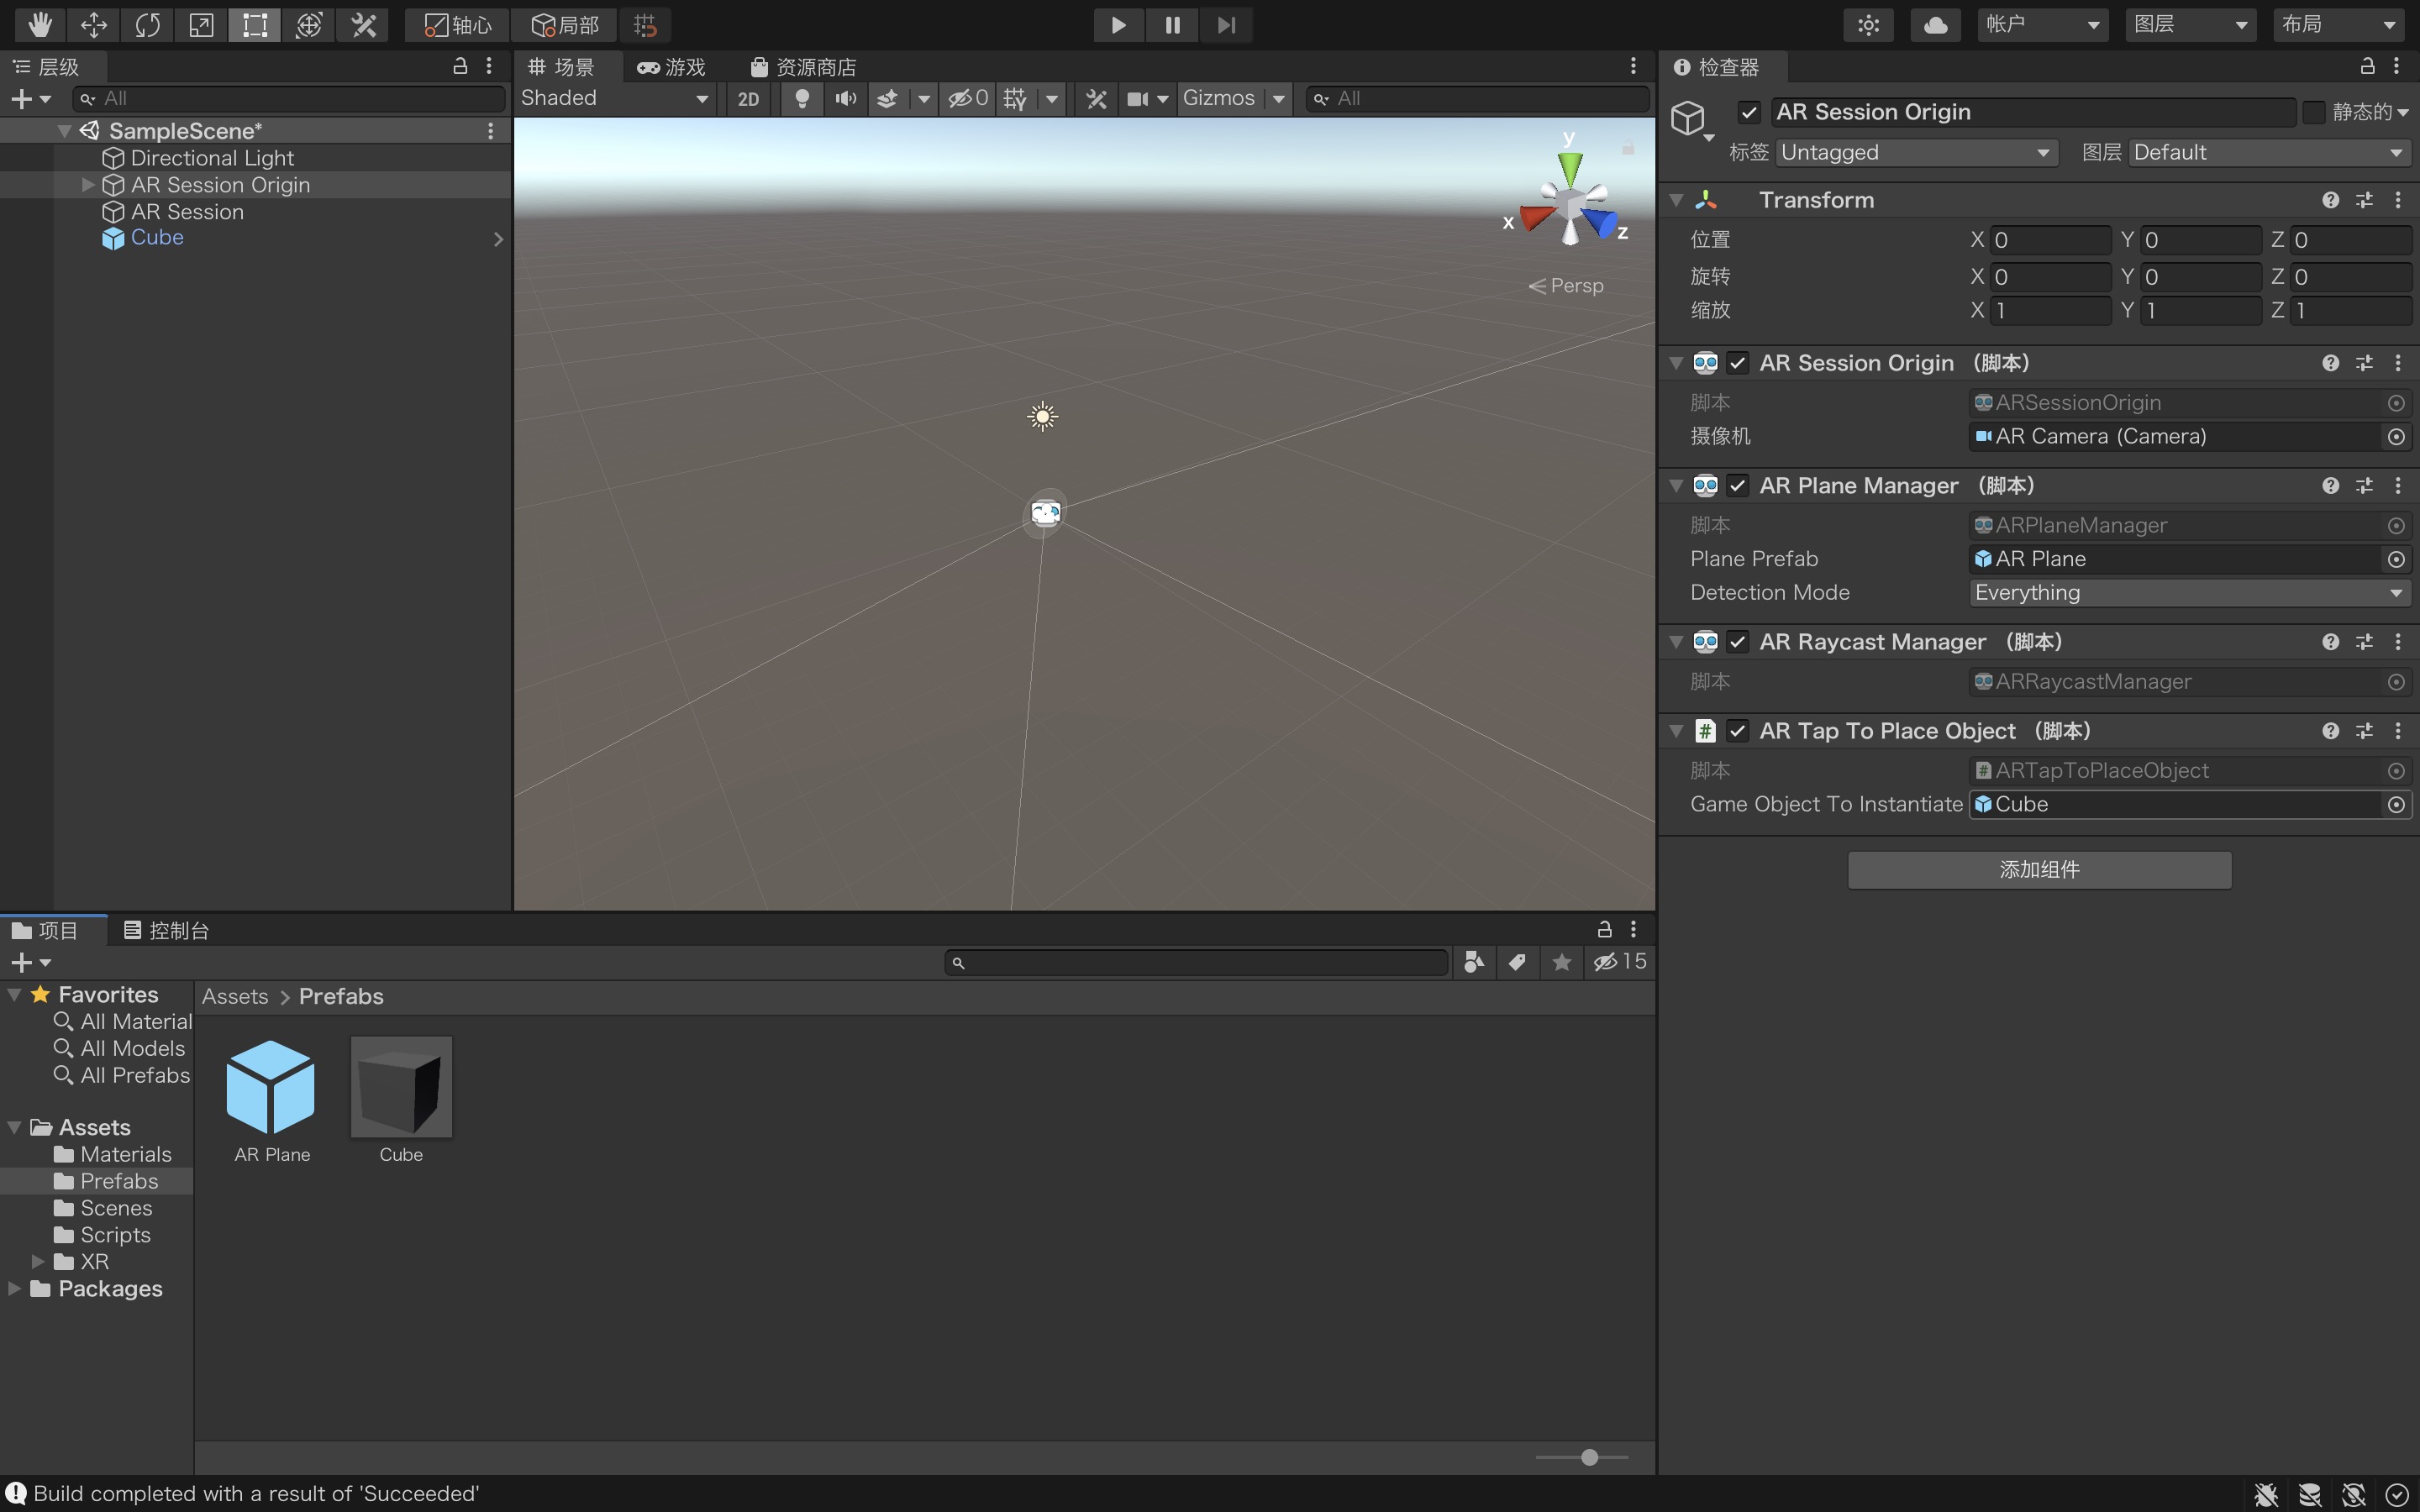 轴心 局部 帐户 图层 布局
层级
All
SampleScene*
Directional Light
AR Session Origin
AR Session
Cube
场景 游戏 资源商店
Shaded 2D 0 Gizmos All
y
x
z
Persp
检查器
AR Session Origin 静态的
标签 Untagged 图层 Default
Transform
位置 X 0 Y 0 Z 0
旋转 X 0 Y 0 Z 0
缩放 X 1 Y 1 Z 1
AR Session Origin （脚本）
脚本 ARSessionOrigin
摄像机 AR Camera (Camera)
AR Plane Manager （脚本）
脚本 ARPlaneManager
Plane Prefab AR Plane
Detection Mode Everything
AR Raycast Manager （脚本）
脚本 ARRaycastManager
AR Tap To Place Object （脚本）
脚本 ARTapToPlaceObject
Game Object To Instantiate Cube
添加组件
项目 控制台
15
Favorites
All Material
All Models
All Prefabs
Assets
Materials
Prefabs
Scenes
Scripts
XR
Packages
Assets > Prefabs
AR Plane Cube
Build completed with a result of 'Succeeded'